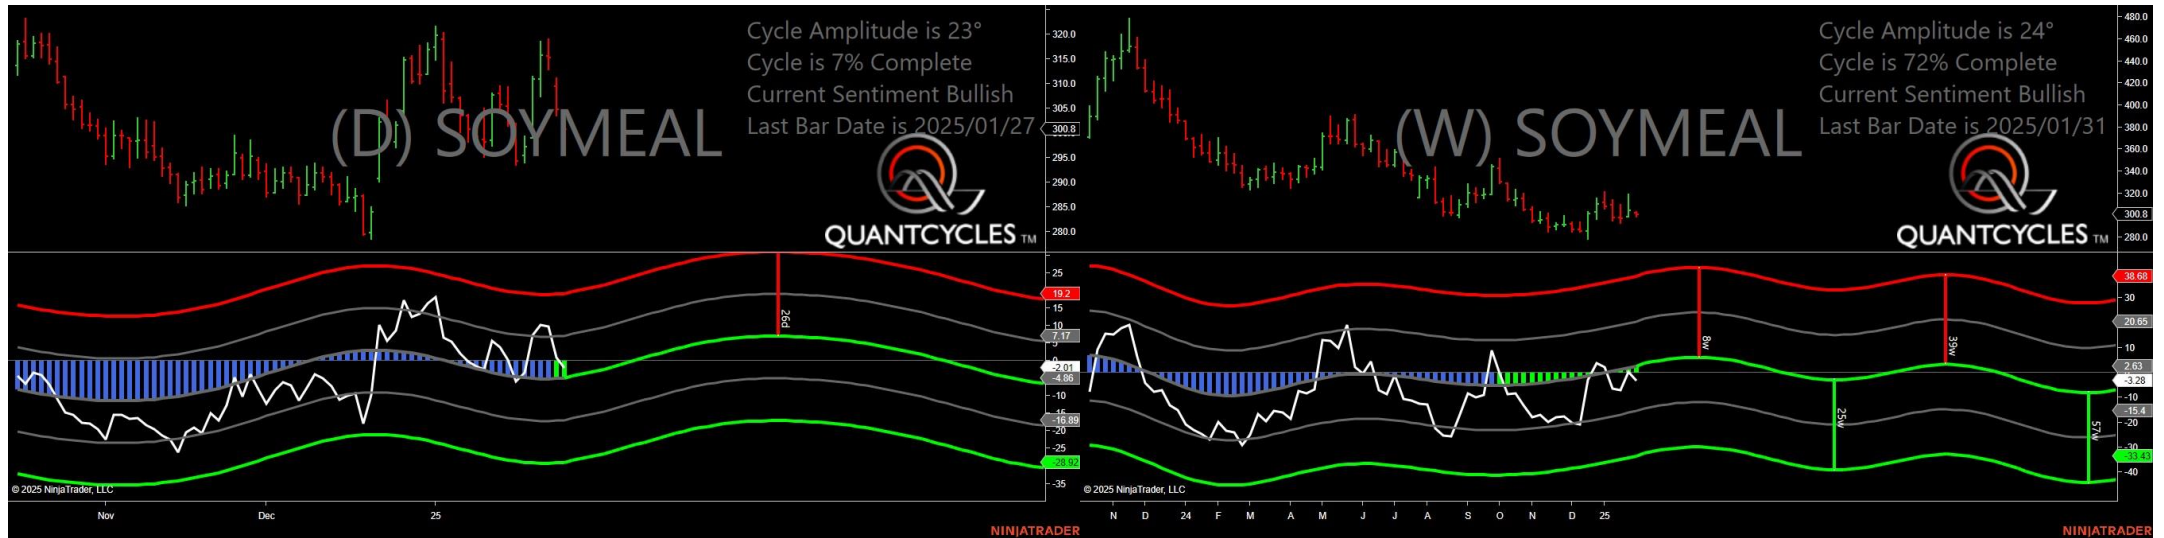 Cycle Amplitude is 23°
Cycle is 7% Complete
Current Sentiment Bullish
Last Bar Date is 2025/01/27
(D) SOYMEAL
QUANTCYCLES TM
320.0
315.0
310.0
305.0
300.8
295.0
290.0
285.0
280.0
25
19.2
15
10
7.17
-2.01
-4.86
-10
-16.89
-20
-25
-28.92
-35
26d
© 2025 NinjaTrader, LLC
Nov
Dec
25
NINJATRADER
Cycle Amplitude is 24°
Cycle is 72% Complete
Current Sentiment Bullish
Last Bar Date is 2025/01/31
(W) SOYMEAL
QUANTCYCLES TM
480.0
460.0
440.0
420.0
400.0
380.0
360.0
340.0
320.0
300.8
280.0
38.68
30
20.65
10
2.63
-3.28
-10
-15.4
-20
-30
-33.43
-40
8w
25w
39w
57w
© 2025 NinjaTrader, LLC
N
D
24
F
M
A
M
J
J
A
S
O
N
D
25
NINJATRADER